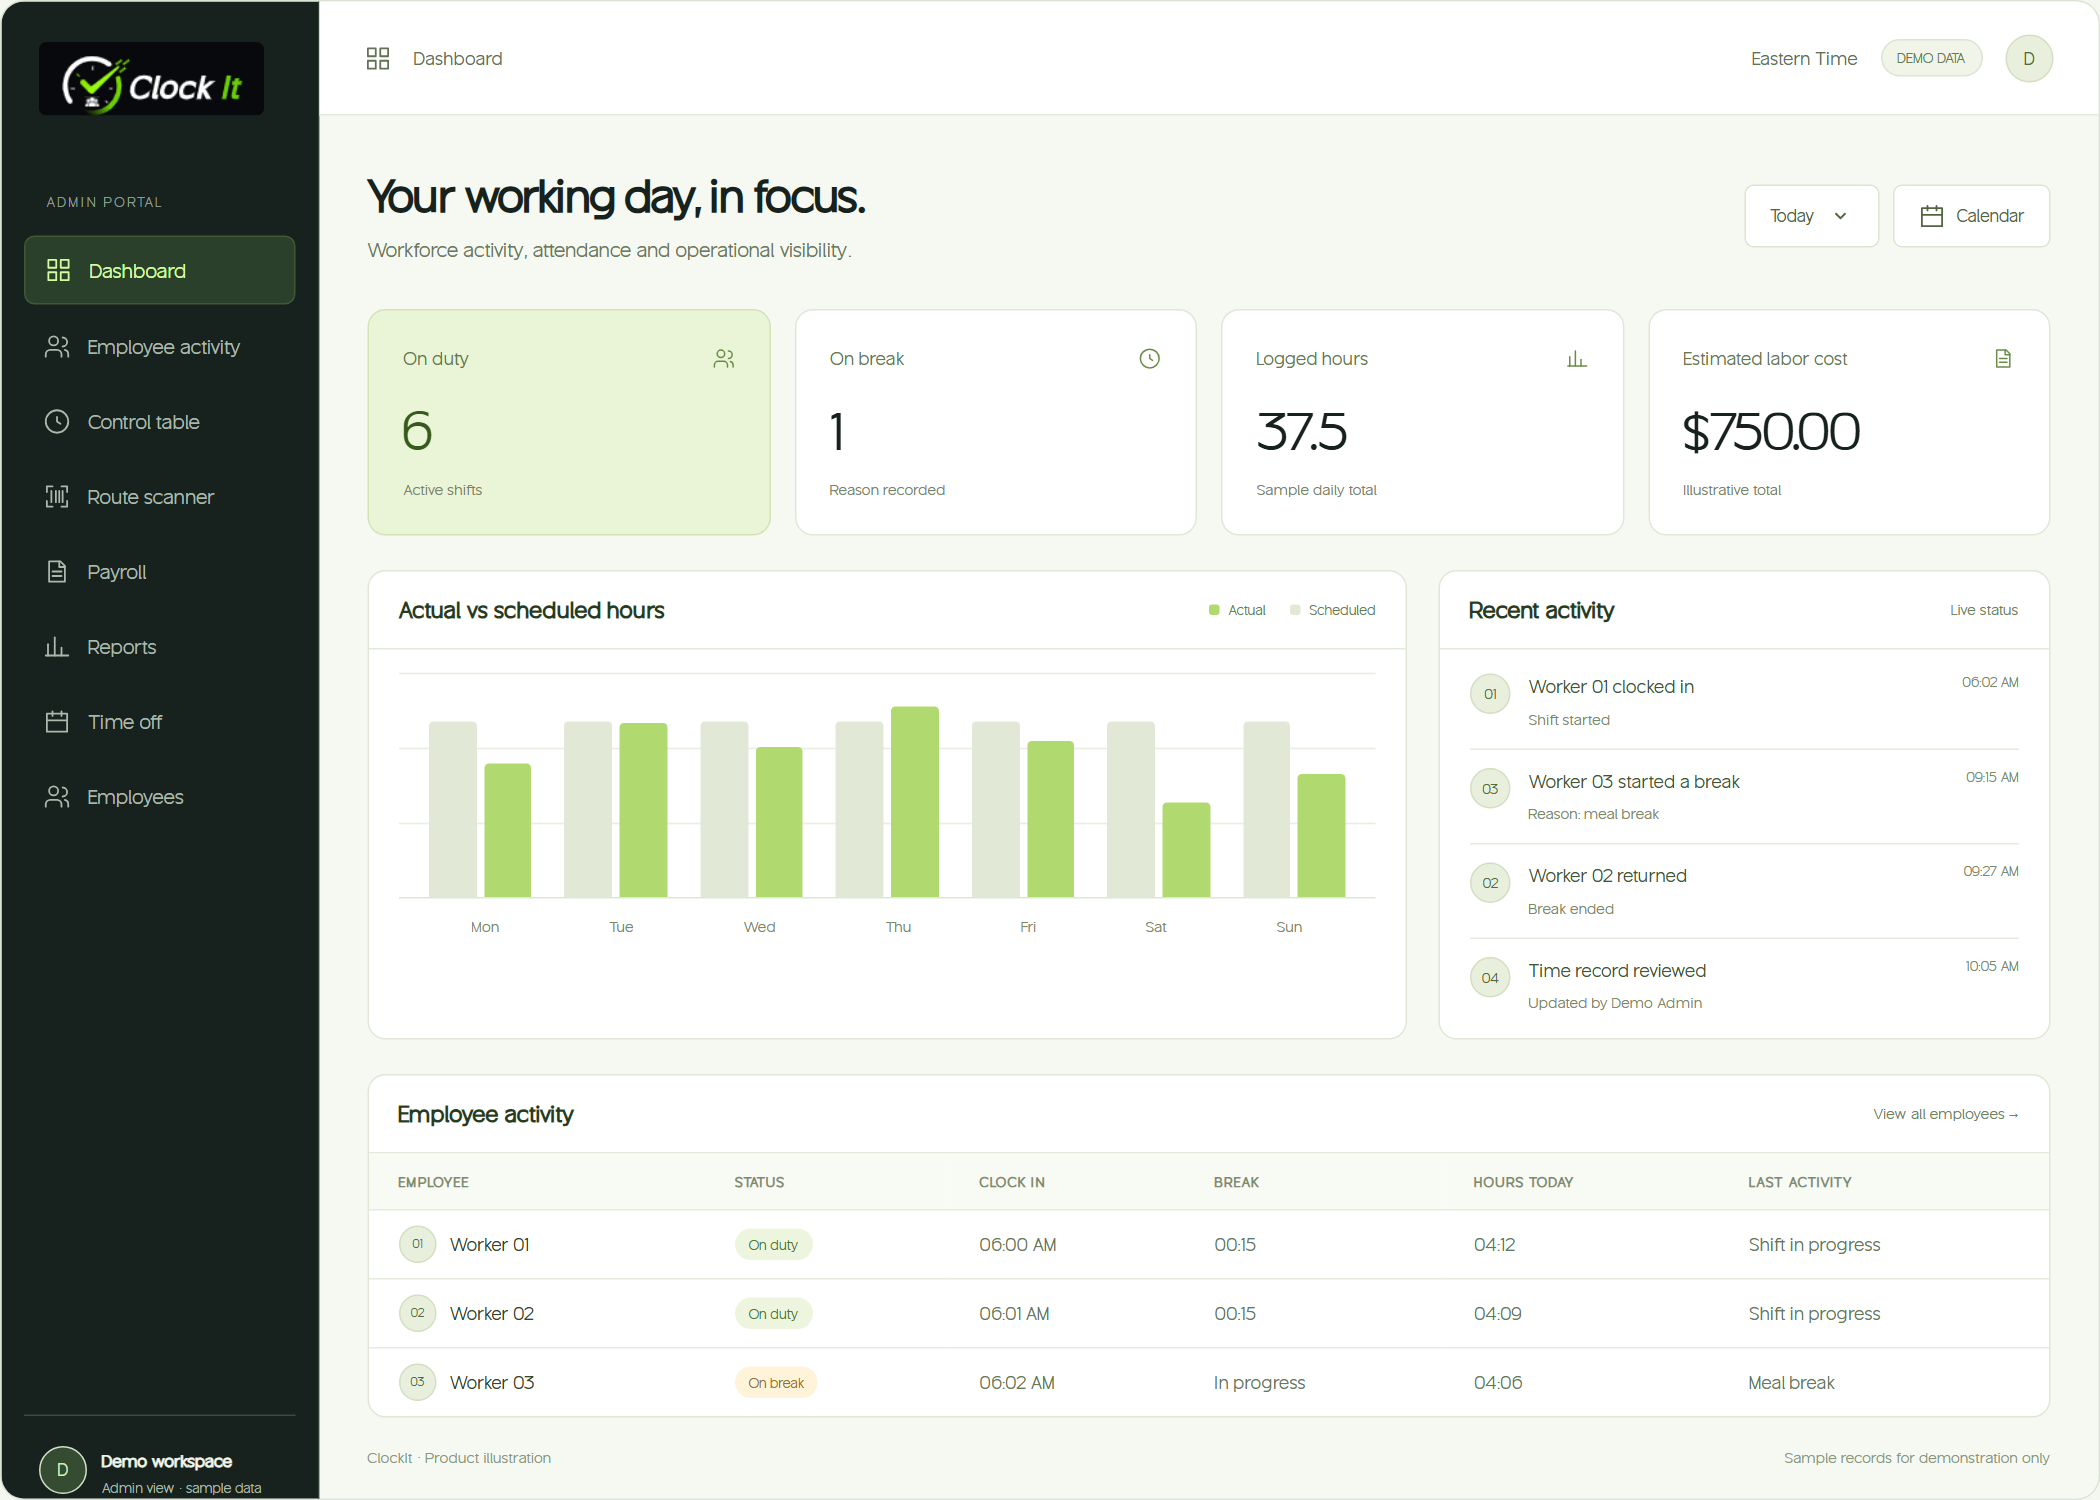 Clock It
ADMIN PORTAL
Dashboard
Employee activity
Control table
Route scanner
Payroll
Reports
Time off
Employees
D
Demo workspace
Admin view · sample data
Dashboard
Eastern Time
DEMO DATA
D
Your working day, in focus.
Workforce activity, attendance and operational visibility.
Today
Calendar
On duty
6
Active shifts
On break
1
Reason recorded
Logged hours
37.5
Sample daily total
Estimated labor cost
$750.00
Illustrative total
Actual vs scheduled hours
Actual
Scheduled
Mon
Tue
Wed
Thu
Fri
Sat
Sun
Recent activity
Live status
01
Worker 01 clocked in
06:02 AM
Shift started
03
Worker 03 started a break
09:15 AM
Reason: meal break
02
Worker 02 returned
09:27 AM
Break ended
04
Time record reviewed
10:05 AM
Updated by Demo Admin
Employee activity
View all employees →
EMPLOYEE STATUS CLOCK IN BREAK HOURS TODAY LAST ACTIVITY
01 Worker 01 On duty 06:00 AM 00:15 04:12 Shift in progress
02 Worker 02 On duty 06:01 AM 00:15 04:09 Shift in progress
03 Worker 03 On break 06:02 AM In progress 04:06 Meal break
ClockIt · Product illustration
Sample records for demonstration only